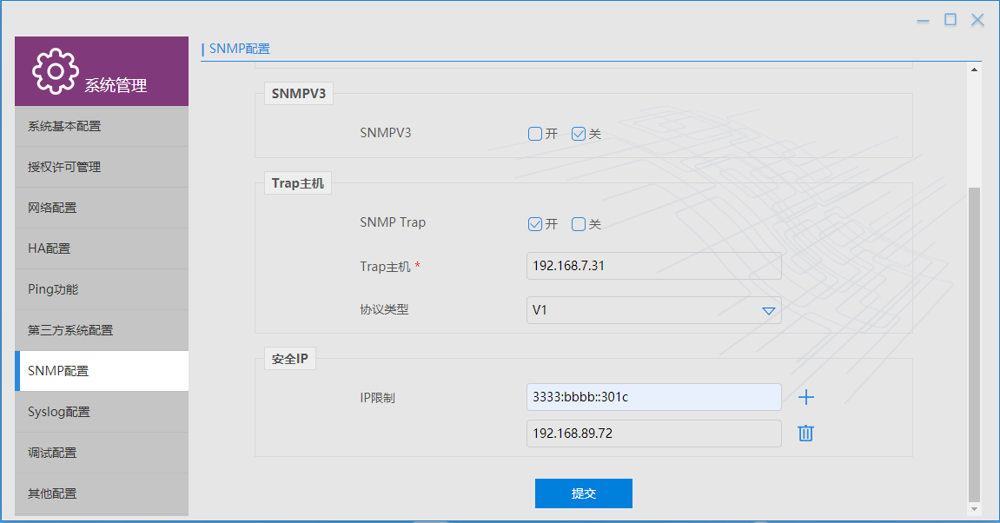 SNMP配置
系统管理
系统基本配置
授权许可管理
网络配置
HA配置
Ping功能
第三方系统配置
SNMP配置
Syslog配置
调试配置
其他配置
SNMPV3
SNMPV3 开 关
Trap主机
SNMP Trap 开 关
Trap主机 * 192.168.7.31
协议类型 V1
安全IP
IP限制 3333:bbbb::301c
192.168.89.72
提交